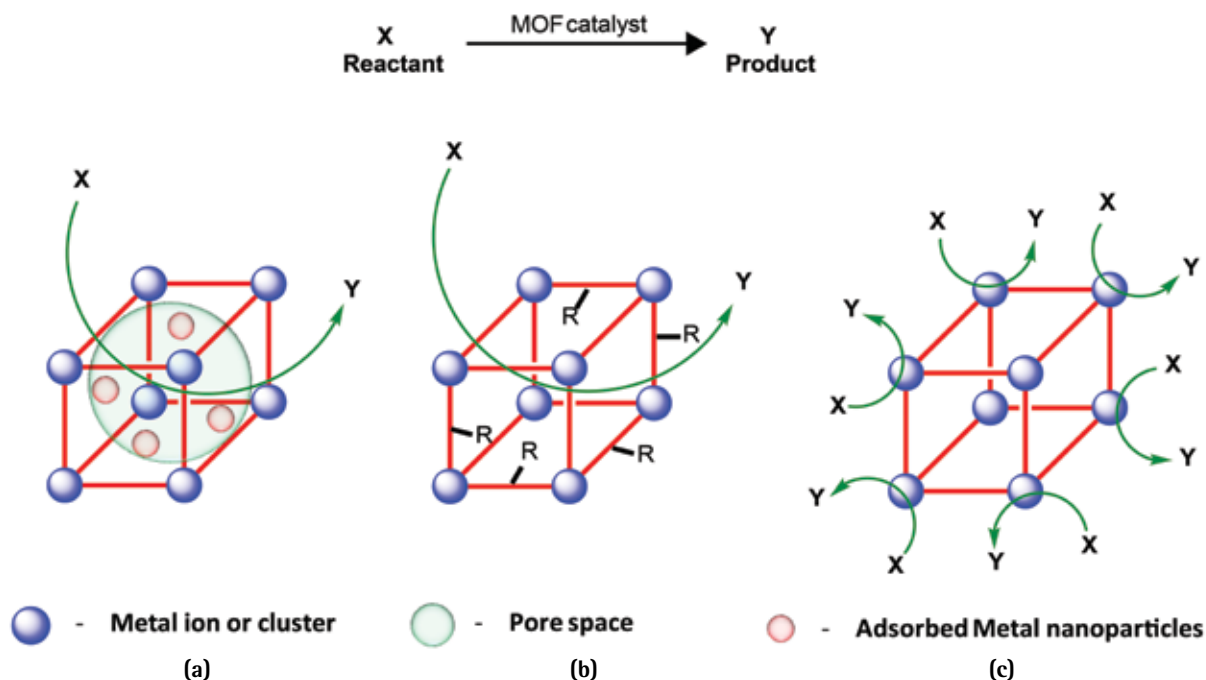 X MOF catalyst Y
Reactant Product
X
Y
X
Y
R
R
R
R
R
X
Y
X
Y
Y
X
X
Y
Y
X
Y
X
- Metal ion or cluster - Pore space - Adsorbed Metal nanoparticles
(a) (b) (c)